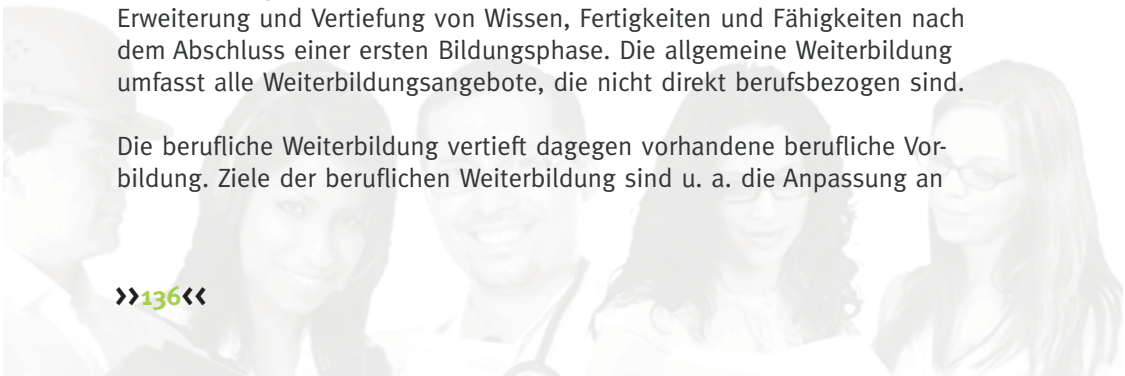 Erweiterung und Vertiefung von Wissen, Fertigkeiten und Fähigkeiten nach
dem Abschluss einer ersten Bildungsphase. Die allgemeine Weiterbildung
umfasst alle Weiterbildungsangebote, die nicht direkt berufsbezogen sind.
Die berufliche Weiterbildung vertieft dagegen vorhandene berufliche Vor-
bildung. Ziele der beruflichen Weiterbildung sind u. a. die Anpassung an
>>136<<